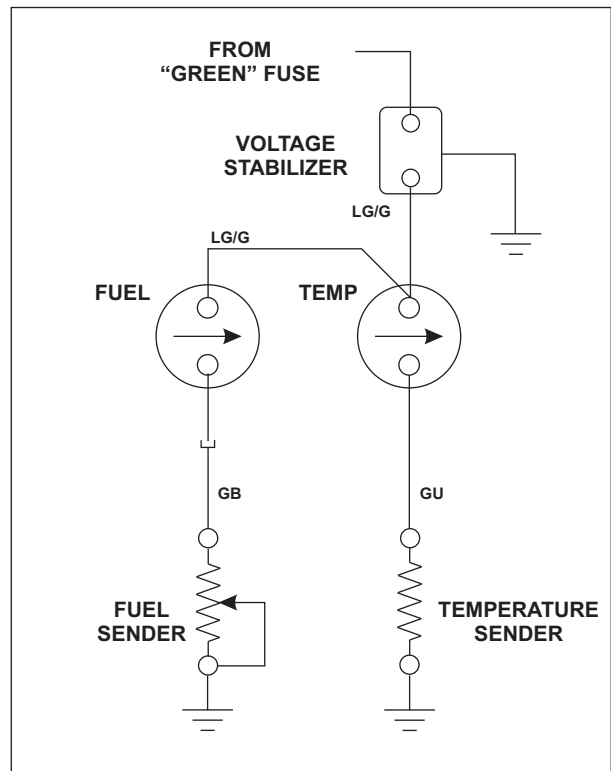 FROM
“GREEN” FUSE
VOLTAGE
STABILIZER
LG/G
LG/G
FUEL
TEMP
GB
GU
FUEL
SENDER
TEMPERATURE
SENDER